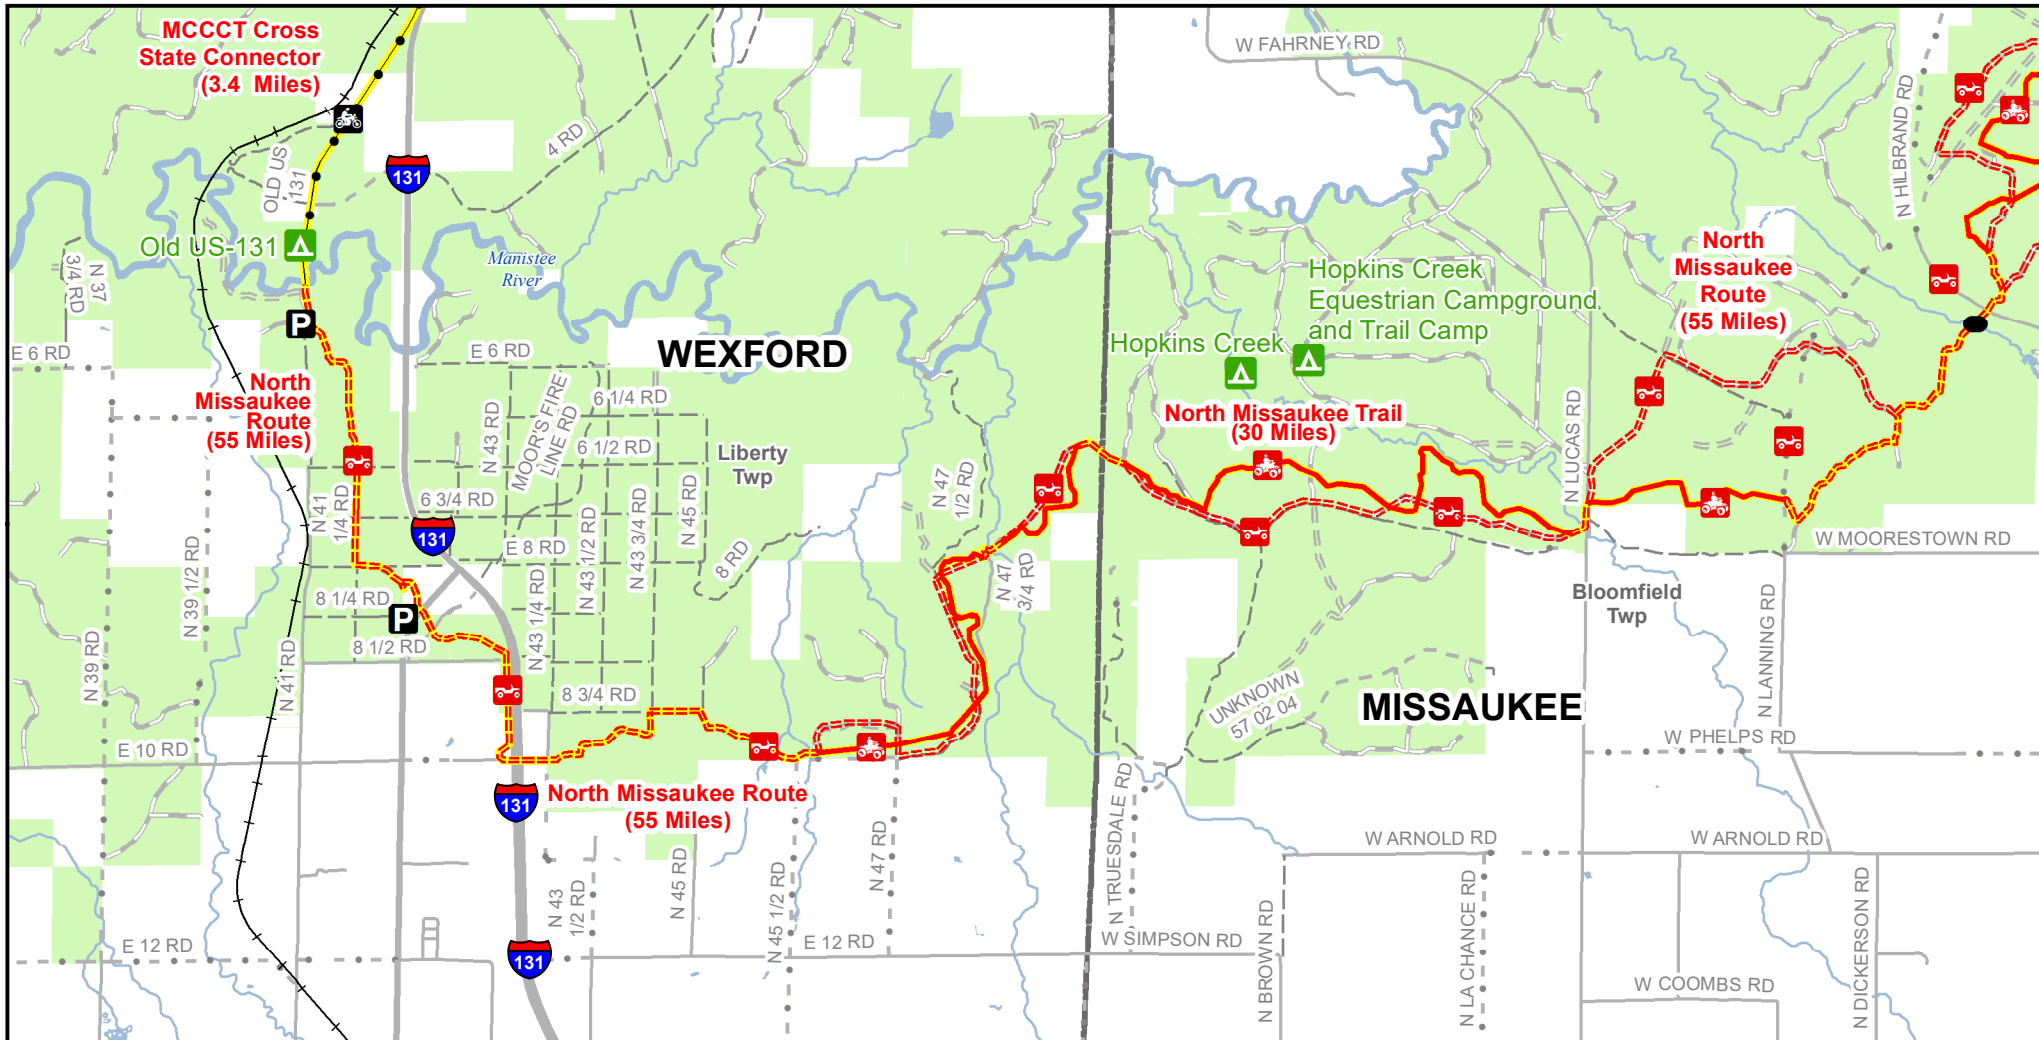 MCCCT Cross
State Connector
(3.4 Miles)
W FAHRNEY RD
N HILBRAND RD
4 RD
OLD US
131
131
Old US-131
Manistee
River
N 37
3/4 RD
P
North
Missaukee
Route
(55 Miles)
Hopkins Creek
Equestrian Campground
and Trail Camp
Hopkins Creek
E 6 RD
E 6 RD
WEXFORD
North
Missaukee
Route
(55 Miles)
MOOR'S FIRE
LINE RD
6 1/4 RD
N 43 RD
6 1/2 RD
Liberty
Twp
North Missaukee Trail
(30 Miles)
N LUCAS RD
N 47
1/2 RD
N 41
1/4 RD
6 3/4 RD
N 45 RD
N 43 3/4 RD
N 43 1/2 RD
131
E 8 RD
8 RD
N 39 1/2 RD
W MOORESTOWN RD
N 47
3/4 RD
Bloomfield
Twp
8 1/4 RD
P
N 43 1/4 RD
8 1/2 RD
N 39 RD
N 41 RD
8 3/4 RD
N LANNING RD
UNKNOWN
57 02 04
MISSAUKEE
E 10 RD
W PHELPS RD
131
North Missaukee Route
(55 Miles)
N TRUESDALE RD
W ARNOLD RD
W ARNOLD RD
N 43
1/2 RD
N 45 RD
N 45 1/2 RD
N 47 RD
E 12 RD
E 12 RD
W SIMPSON RD
N BROWN RD
N LA CHANCE RD
N DICKERSON RD
131
W COOMBS RD